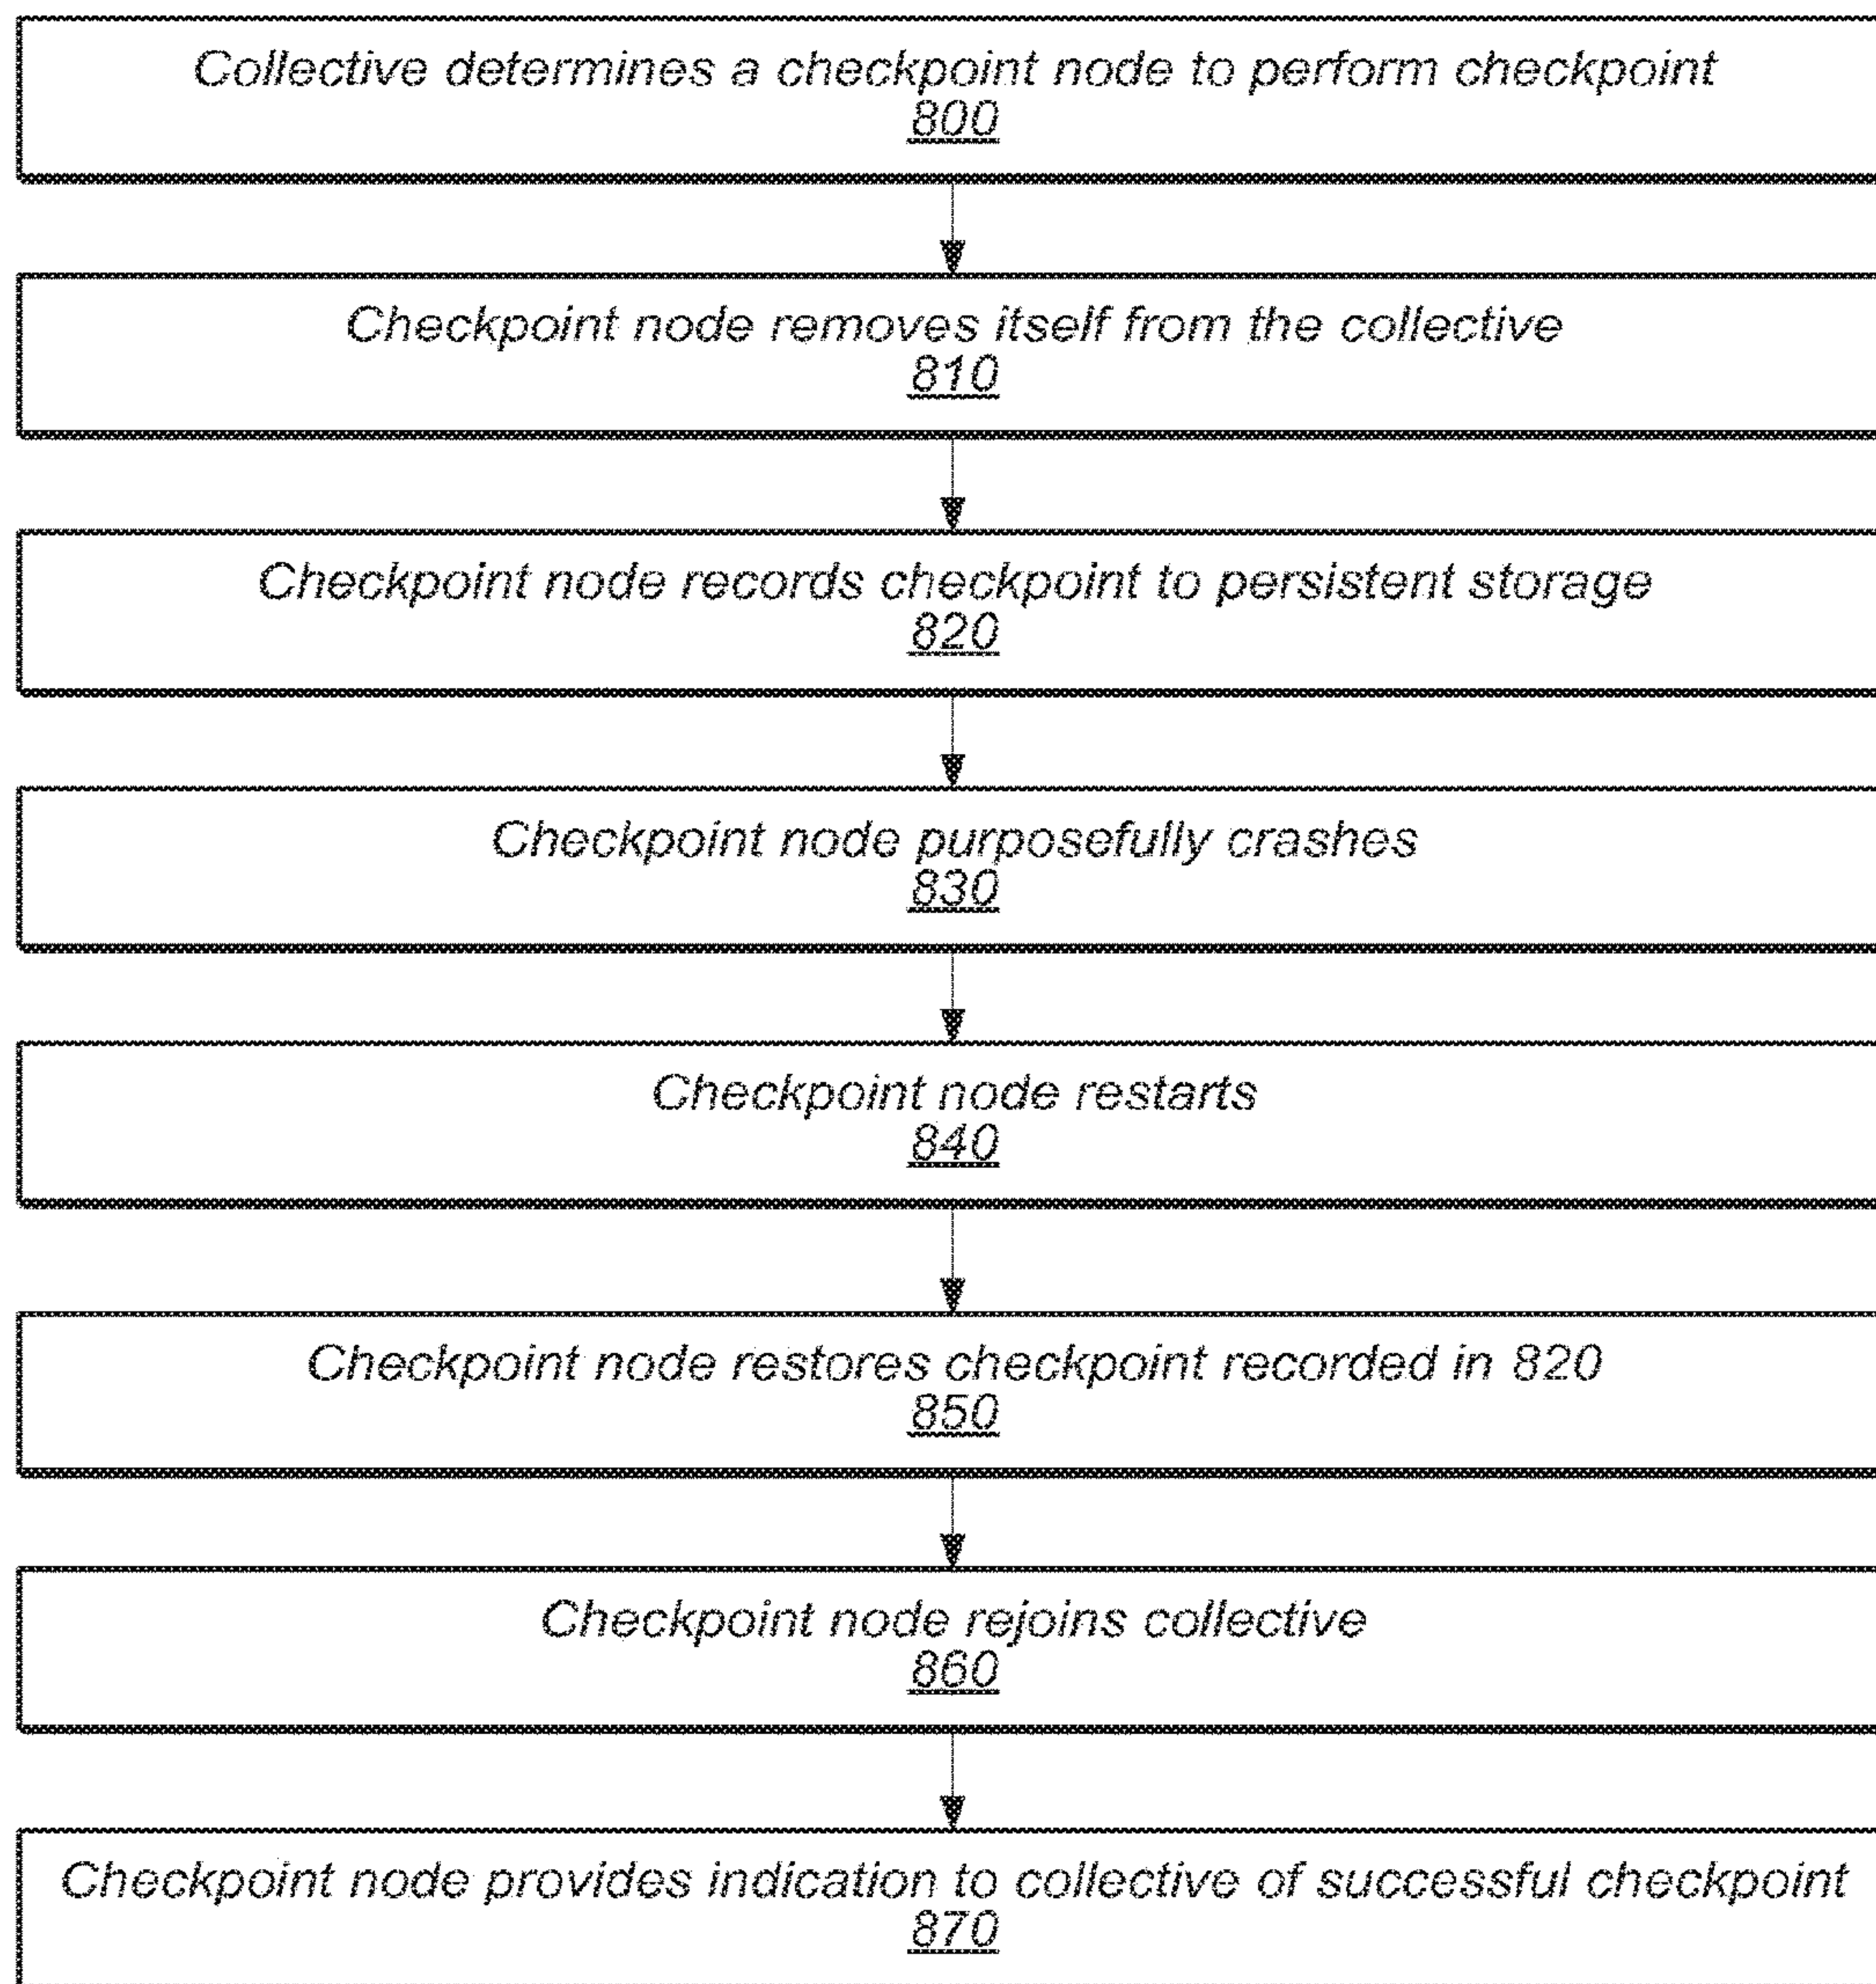 Collective determines a checkpoint node to perform checkpoint
800
Checkpoint node removes itself from the collective
810
Checkpoint node records checkpoint to persistent storage
820
Checkpoint node purposefully crashes
830
Checkpoint node restarts
840
Checkpoint node restores checkpoint recorded in 820
850
Checkpoint node rejoins collective
860
Checkpoint node provides indication to collective of successful checkpoint
870